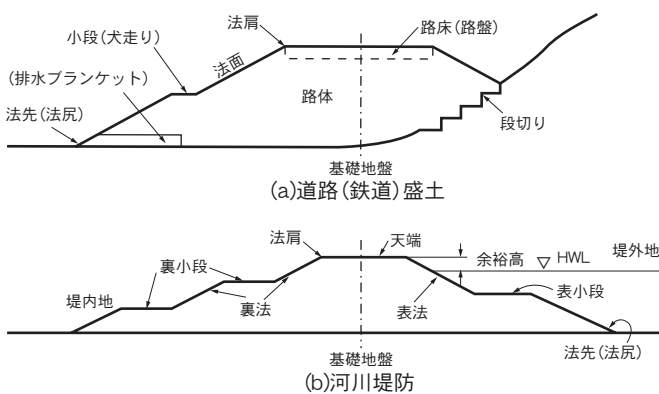 法肩
路床(路盤)
小段(犬走り)
法面
(排水ブランケット)
路体
法先(法尻)
段切り
基礎地盤
(a)道路(鉄道)盛土
法肩
天端
堤外地
余裕高
HWL
裏小段
堤内地
裏法
表法
表小段
基礎地盤
法先(法尻)
(b)河川堤防